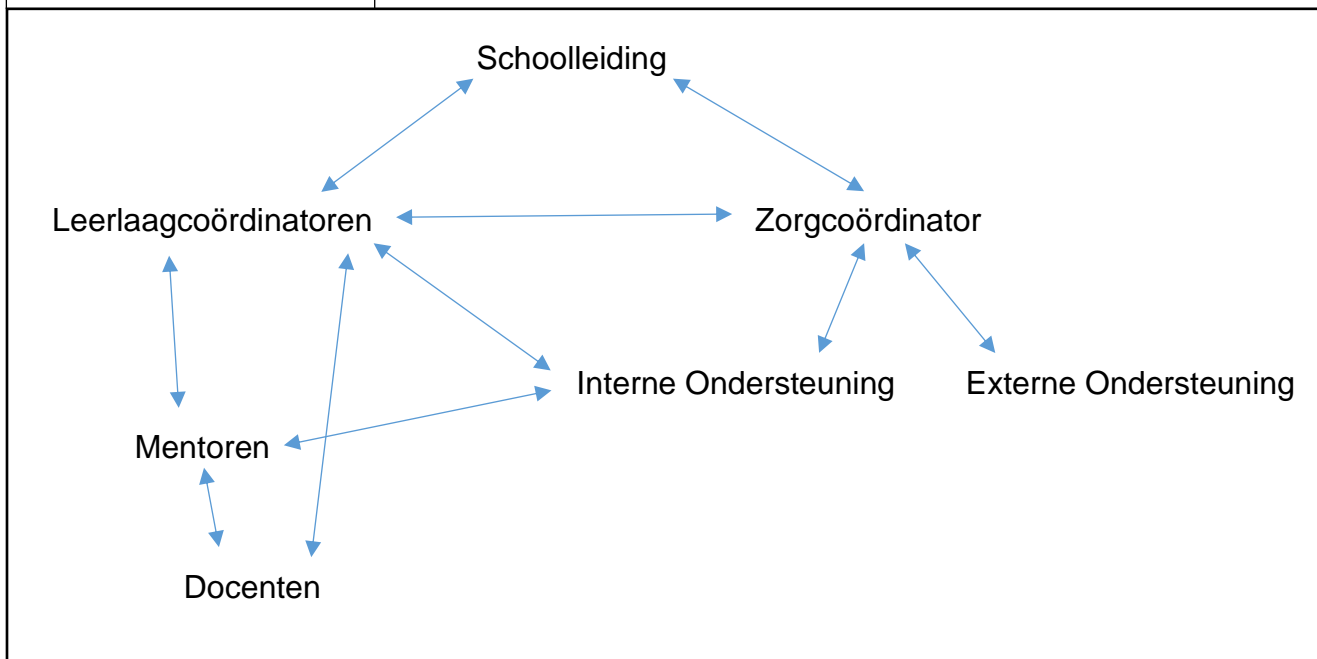 Schoolleiding
Leerlaagcoördinatoren
Zorgcoördinator
Interne Ondersteuning
Externe Ondersteuning
Mentoren
Docenten